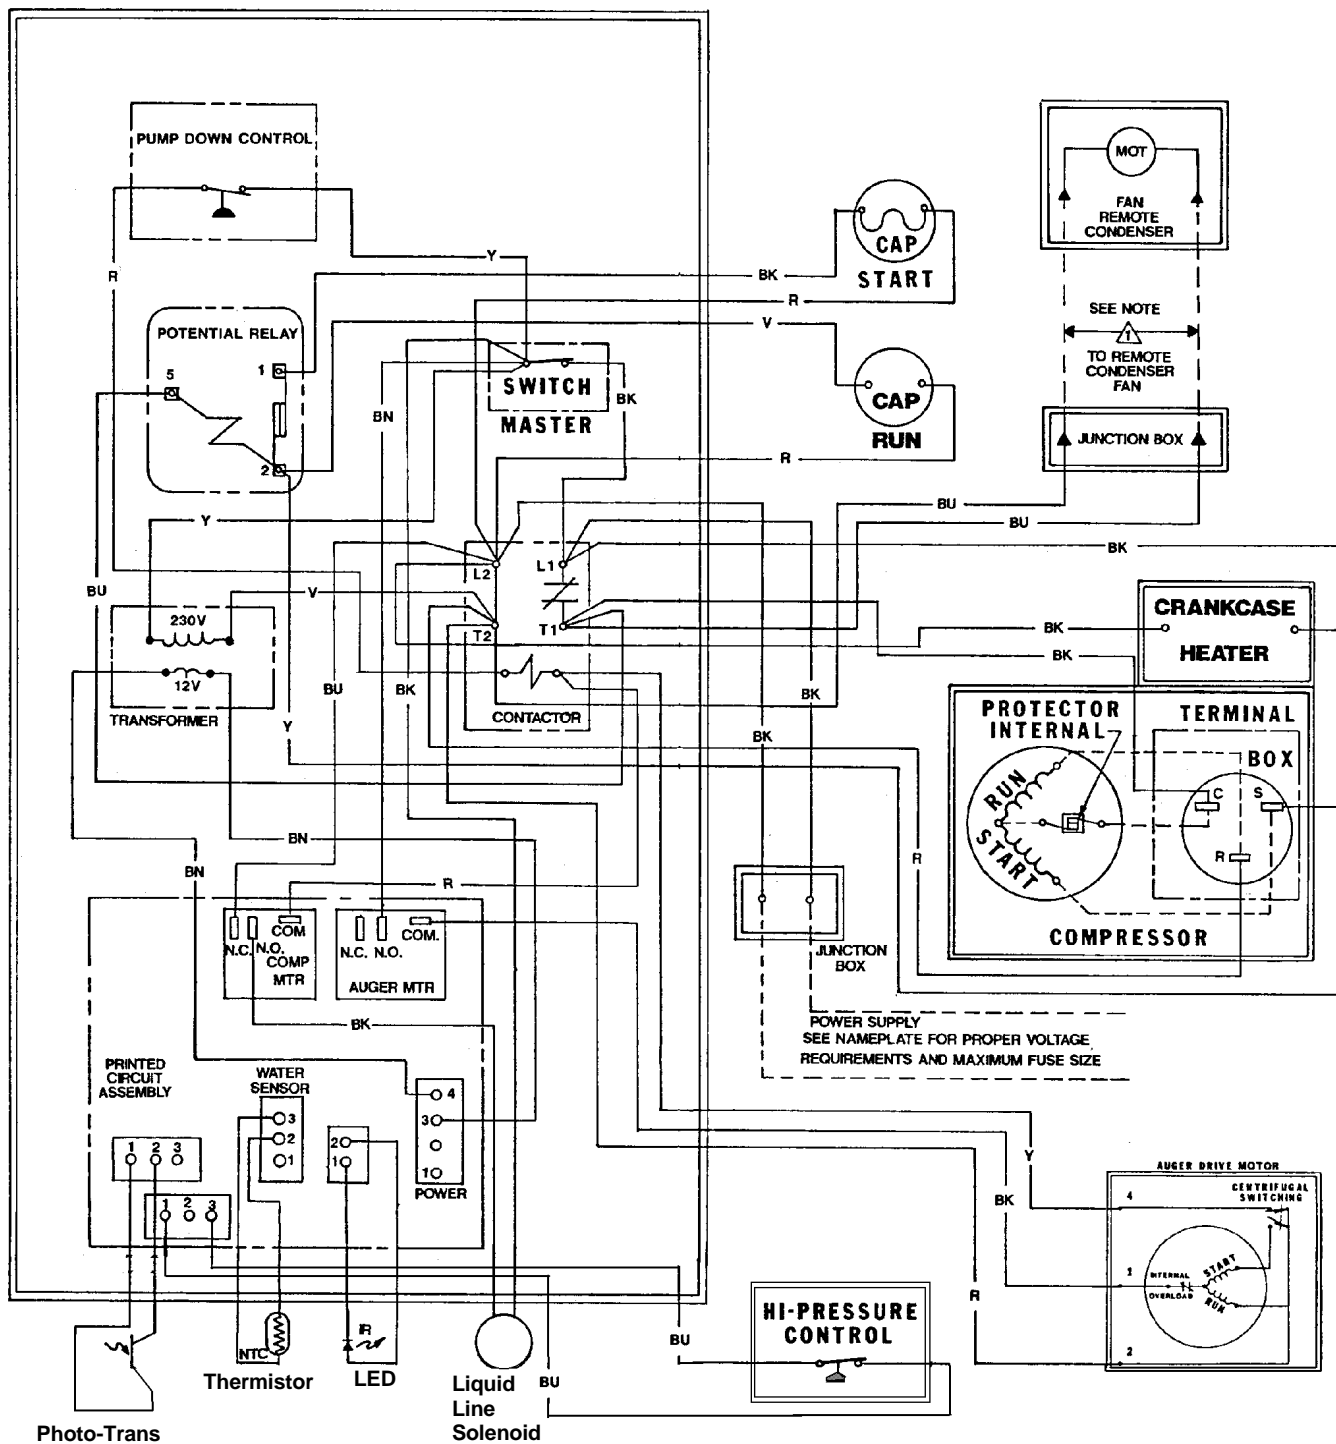 PUMP DOWN CONTROL
R
Y
BK
R
V
CAP
START
MOT
FAN
REMOTE
CONDENSER
SEE NOTE
1
TO REMOTE
CONDENSER
FAN
JUNCTION BOX
POTENTIAL RELAY
1
5
2
SWITCH
MASTER
BN
BK
CAP
RUN
R
BU
BU
BK
Y
BU
V
L2
L1
T2
T1
CONTACTOR
230V
12V
TRANSFORMER
BU
BK
Y
BK
BK
BK
BK
CRANKCASE
HEATER
PROTECTOR
INTERNAL
TERMINAL
BOX
RUN
START
C
S
R
COMPRESSOR
R
BN
BN
R
N.C.
N.O.
COM
COMP
MTR
N.C.
N.O.
COM.
AUGER MTR
BK
JUNCTION
BOX
POWER SUPPLY
SEE NAMEPLATE FOR PROPER VOLTAGE
REQUIREMENTS AND MAXIMUM FUSE SIZE
PRINTED
CIRCUIT
ASSEMBLY
WATER
SENSOR
3
2
1
2
1
4
3
1
POWER
1 2 3
1 2 3
Y
BK
R
AUGER DRIVE MOTOR
4
CENTRIFUGAL
SWITCHING
1
INTERNAL
OVERLOAD
START
RUN
2
HI-PRESSURE
CONTROL
BU
BU
NTC
Thermistor
IR
LED
Liquid
Line
Solenoid
Photo-Trans